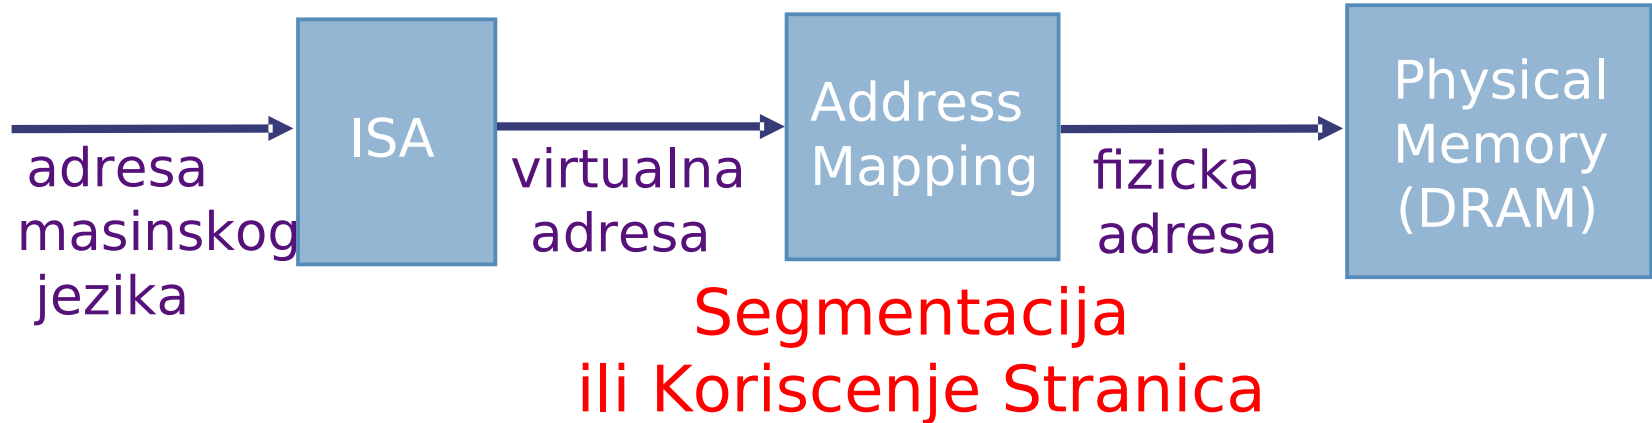 adresa
masinskog
jezika
ISA
virtualna
adresa
Address
Mapping
fizicka
adresa
Physical
Memory
(DRAM)
Segmentacija
ili Koriscenje Stranica